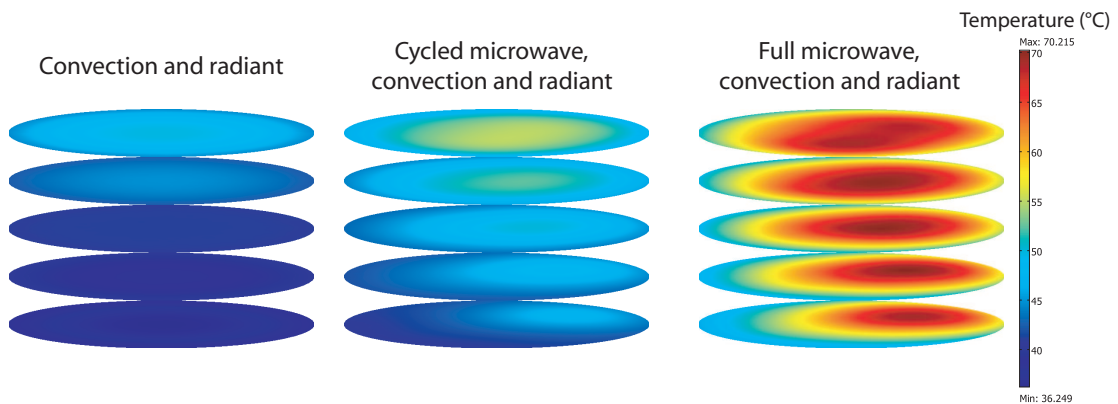 Temperature (°C)
Max: 70.215
Convection and radiant
Cycled microwave,
convection and radiant
Full microwave,
convection and radiant
70
65
60
55
50
45
40
Min: 36.249